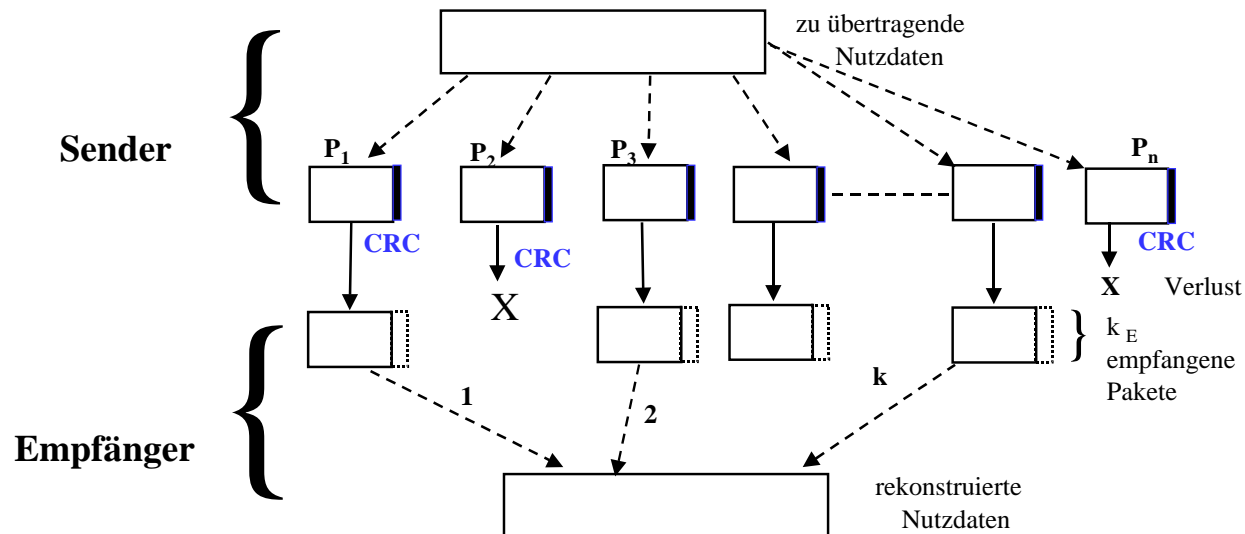 zu übertragende
Nutzdaten
Sender
P1
P2
P3
Pn
CRC
CRC
CRC
X
X
Verlust
kE
empfangene
Pakete
1
2
k
Empfänger
rekonstruierte
Nutzdaten